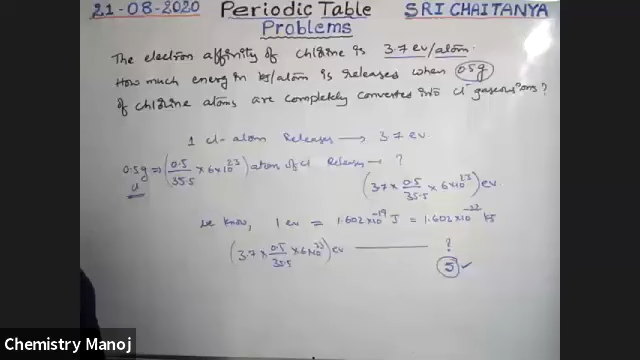 21-08-2020 Periodic Table SRI CHAITANYA
Problems
The electron affinity of chlorine is 3.7 ev/atom.
How much energy in kJ/atom is released when 0.5g
of chlorine atoms are completely converted into Cl⁻ gaseous ions?
1 cl-atom Releases → 3.7 ev
0.5g ⇒ (0.5/35.5 × 6×10²³) atom of cl Releases → ?
cl
(3.7 × 0.5/35.5 × 6×10²³) ev.
we know, 1 ev = 1.602×10⁻¹⁹ J = 1.602×10⁻²² kJ
(3.7 × 0.5/35.5 × 6×10²³) ev ——— ?
5 ✓
Chemistry Manoj